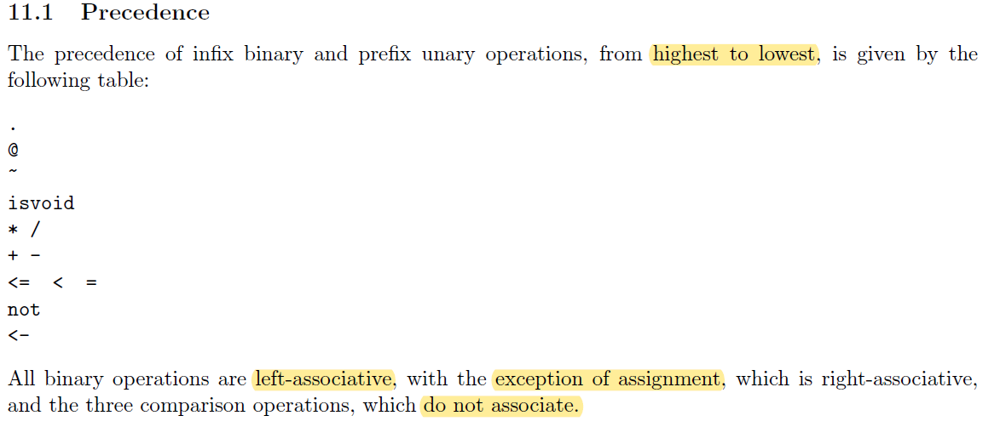 11.1 Precedence
The precedence of infix binary and prefix unary operations, from highest to lowest, is given by the
following table:
.
@
~
isvoid
* /
+ -
<= < =
not
<-
All binary operations are left-associative, with the exception of assignment, which is right-associative,
and the three comparison operations, which do not associate.